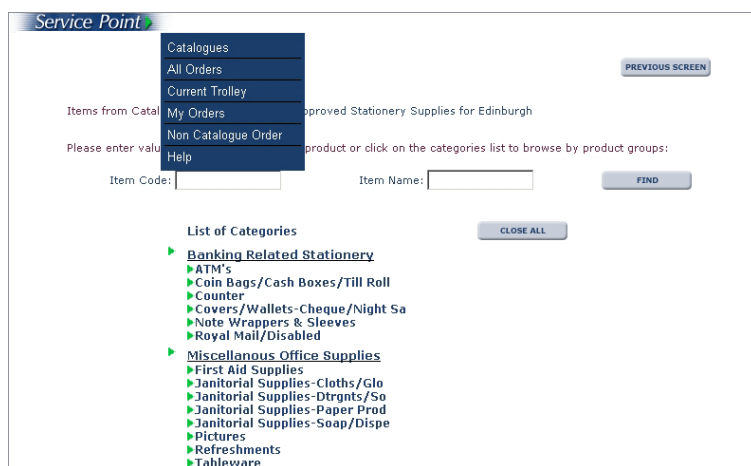 Service Point
Catalogues
All Orders
Current Trolley
My Orders
Non Catalogue Order
Help
PREVIOUS SCREEN
Items from Catal pproved Stationery Supplies for Edinburgh
Please enter valu product or click on the categories list to browse by product groups:
Item Code: Item Name: FIND
List of Categories CLOSE ALL
Banking Related Stationery
ATM's
Coin Bags/Cash Boxes/Till Roll
Counter
Covers/Wallets-Cheque/Night Sa
Note Wrappers & Sleeves
Royal Mail/Disabled
Miscellanous Office Supplies
First Aid Supplies
Janitorial Supplies-Cloths/Glo
Janitorial Supplies-Dtrgnts/So
Janitorial Supplies-Paper Prod
Janitorial Supplies-Soap/Dispe
Pictures
Refreshments
Tableware